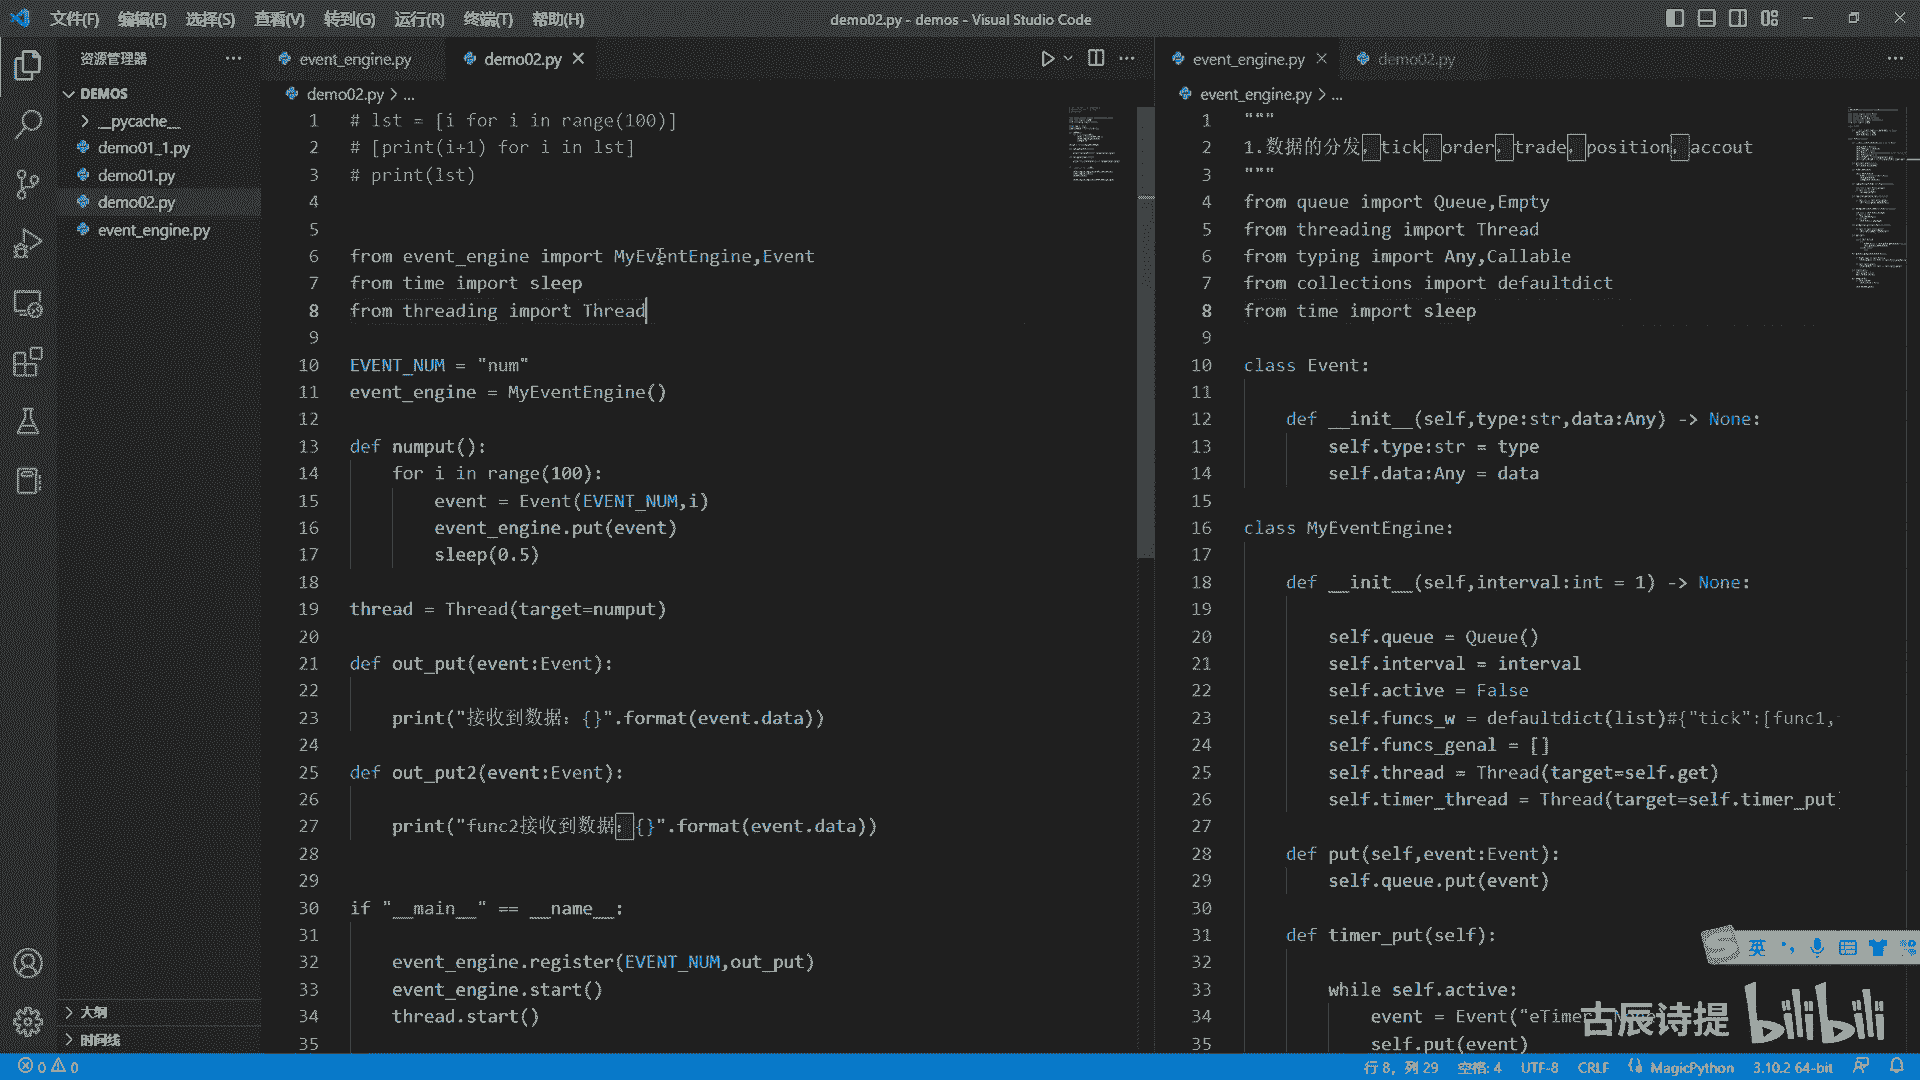 文件(F) 编辑(E) 选择(S) 查看(V) 转到(G) 运行(R) 终端(T) 帮助(H) demo02.py - demos - Visual Studio Code
资源管理器
DEMOS
__pycache__
demo01_1.py
demo01.py
demo02.py
event_engine.py
大纲
时间线
event_engine.py demo02.py
demo02.py > ...
1 # lst = [i for i in range(100)]
2 # [print(i+1) for i in lst]
3 # print(lst)
4
5
6 from event_engine import MyEventEngine,Event
7 from time import sleep
8 from threading import Thread
9
10 EVENT_NUM = "num"
11 event_engine = MyEventEngine()
12
13 def numput():
14 for i in range(100):
15 event = Event(EVENT_NUM,i)
16 event_engine.put(event)
17 sleep(0.5)
18
19 thread = Thread(target=numput)
20
21 def out_put(event:Event):
22
23 print("接收到数据：{}".format(event.data))
24
25 def out_put2(event:Event):
26
27 print("func2接收到数据：{}".format(event.data))
28
29
30 if "__main__" == __name__:
31
32 event_engine.register(EVENT_NUM,out_put)
33 event_engine.start()
34 thread.start()
35
event_engine.py demo02.py
event_engine.py > ...
1 """
2 1.数据的分发，tick，order，trade，position，accout
3 """
4 from queue import Queue,Empty
5 from threading import Thread
6 from typing import Any,Callable
7 from collections import defaultdict
8 from time import sleep
9
10 class Event:
11
12 def __init__(self,type:str,data:Any) -> None:
13 self.type:str = type
14 self.data:Any = data
15
16 class MyEventEngine:
17
18 def __init__(self,interval:int = 1) -> None:
19
20 self.queue = Queue()
21 self.interval = interval
22 self.active = False
23 self.funcs_w = defaultdict(list)#{"tick":[func1,
24 self.funcs_genal = []
25 self.thread = Thread(target=self.get)
26 self.timer_thread = Thread(target=self.timer_put)
27
28 def put(self,event:Event):
29 self.queue.put(event)
30
31 def timer_put(self):
32
33 while self.active:
34 event = Event("eTimer
35 self.put(event)
英
古辰诗提 bilibili
0 0 行 8，列 29 空格: 4 UTF-8 CRLF MagicPython 3.10.2 64-bit